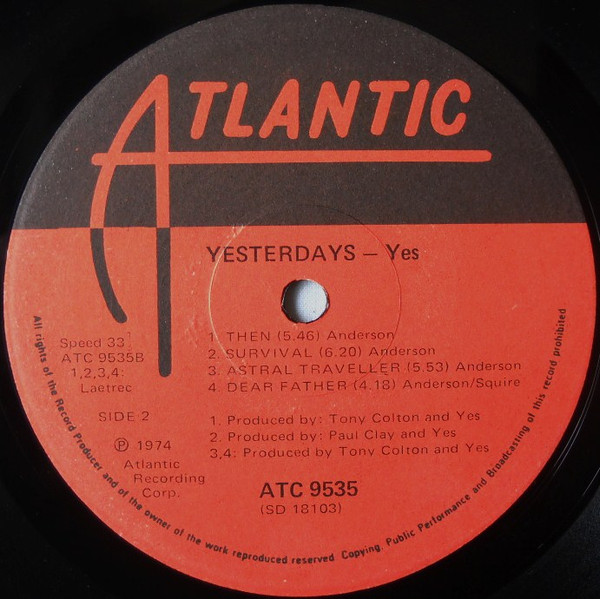 ATLANTIC
YESTERDAYS – Yes
Speed 33
ATC 9535B
1,2,3,4:
Laetrec
SIDE 2
℗ 1974
Atlantic
Recording
Corp.
1. THEN (5.46) Anderson
2. SURVIVAL (6.20) Anderson
3. ASTRAL TRAVELLER (5.53) Anderson
4. DEAR FATHER (4.18) Anderson/Squire
1. Produced by: Tony Colton and Yes
2. Produced by: Paul Clay and Yes
3,4: Produced by Tony Colton and Yes
ATC 9535
(SD 18103)
All rights of the Record Producer and of the owner of the work reproduced reserved. Copying, Public Performance and Broadcasting of this record prohibited